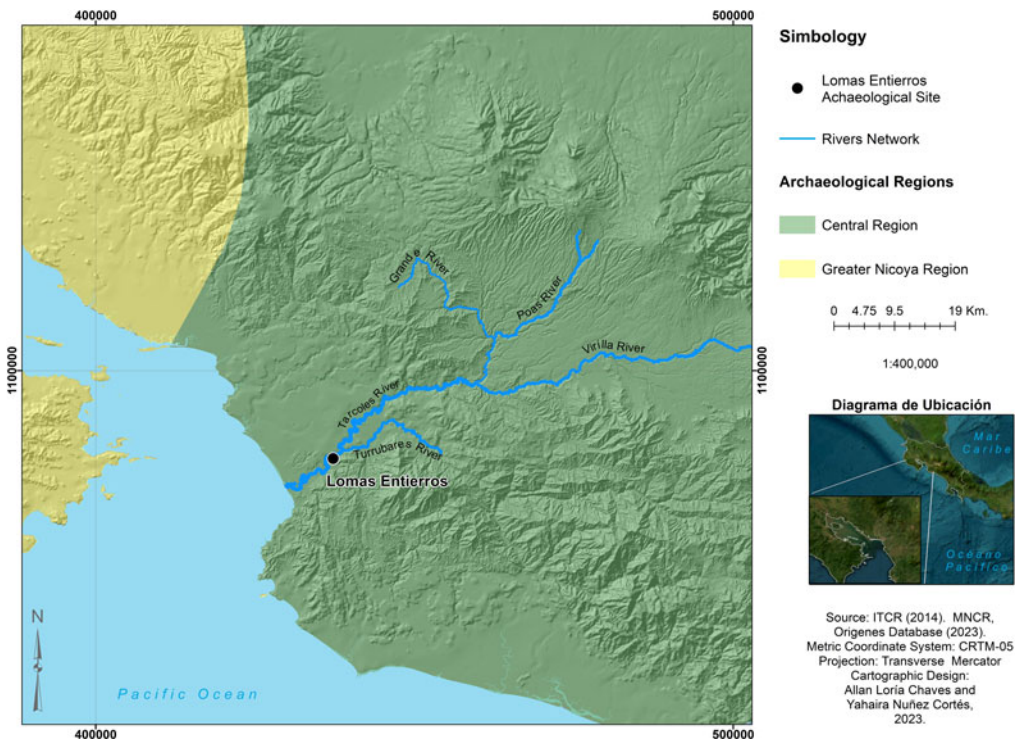 400000
500000
Grande River
Poas River
Virilla River
1100000
1100000
Tarcoles River
Turrubares River
Lomas Entierros
N
Pacific Ocean
400000
500000
Simbology
Lomas Entierros
Achaeological Site
Rivers Network
Archaeological Regions
Central Region
Greater Nicoya Region
0 4.75 9.5 19 Km.
1:400,000
Diagrama de Ubicación
Mar
Caribe
Océano
Pacífico
Source: ITCR (2014). MNCR,
Origenes Database (2023).
Metric Coordinate System: CRTM-05
Projection: Transverse Mercator
Cartographic Design:
Allan Loría Chaves and
Yahaira Nuñez Cortés,
2023.